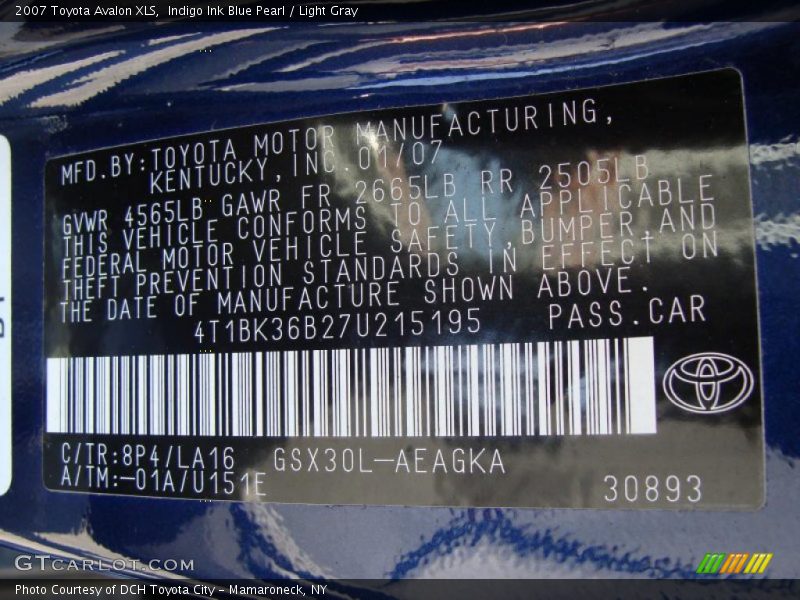 2007 Toyota Avalon XLS,  Indigo Ink Blue Pearl / Light Gray
MFD.BY:TOYOTA MOTOR MANUFACTURING,
KENTUCKY,INC.01/07
GVWR 4565LB GAWR FR 2665LB RR 2505LB
THIS VEHICLE CONFORMS TO ALL APPLICABLE
FEDERAL MOTOR VEHICLE SAFETY,BUMPER,AND
THEFT PREVENTION STANDARDS IN EFFECT ON
THE DATE OF MANUFACTURE SHOWN ABOVE.
4T1BK36B27U215195 PASS.CAR
C/TR:8P4/LA16 GSX30L-AEAGKA
A/TM:-01A/U151E
30893
GTCARLOT.COM
Photo Courtesy of DCH Toyota City - Mamaroneck, NY